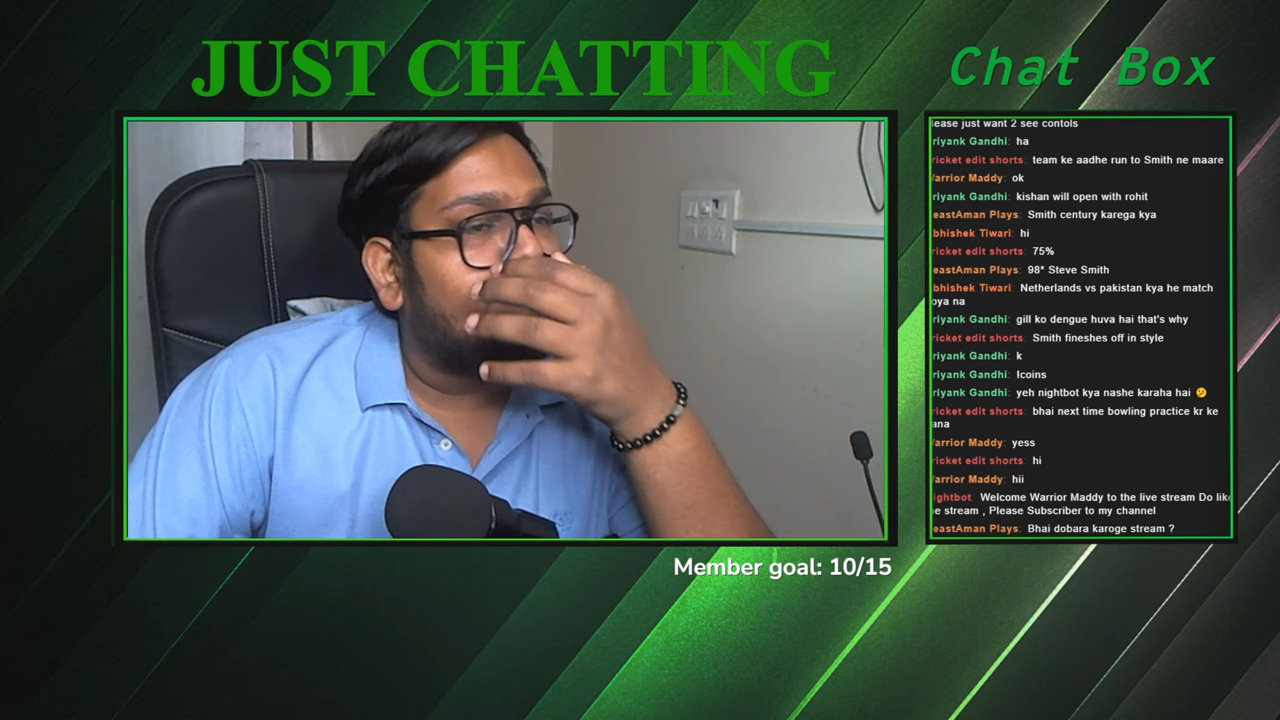 JUST CHATTING
Chat Box
lease just want 2 see contols
riyank Gandhi: ha
ricket edit shorts: team ke aadhe run to Smith ne maare
arrior Maddy: ok
riyank Gandhi: kishan will open with rohit
eastAman Plays: Smith century karega kya
bhishek Tiwari: hi
ricket edit shorts: 75%
eastAman Plays: 98* Steve Smith
bhishek Tiwari: Netherlands vs pakistan kya he match
oya na
riyank Gandhi: gill ko dengue huva hai that's why
ricket edit shorts: Smith fineshes off in style
riyank Gandhi: k
riyank Gandhi: !coins
riyank Gandhi: yeh nightbot kya nashe karaha hai 😕
ricket edit shorts: bhai next time bowling practice kr ke
ana
arrior Maddy: yess
ricket edit shorts: hi
arrior Maddy: hii
ightbot: Welcome Warrior Maddy to the live stream Do lik
e stream , Please Subscriber to my channel
eastAman Plays: Bhai dobara karoge stream ?
Member goal: 10/15